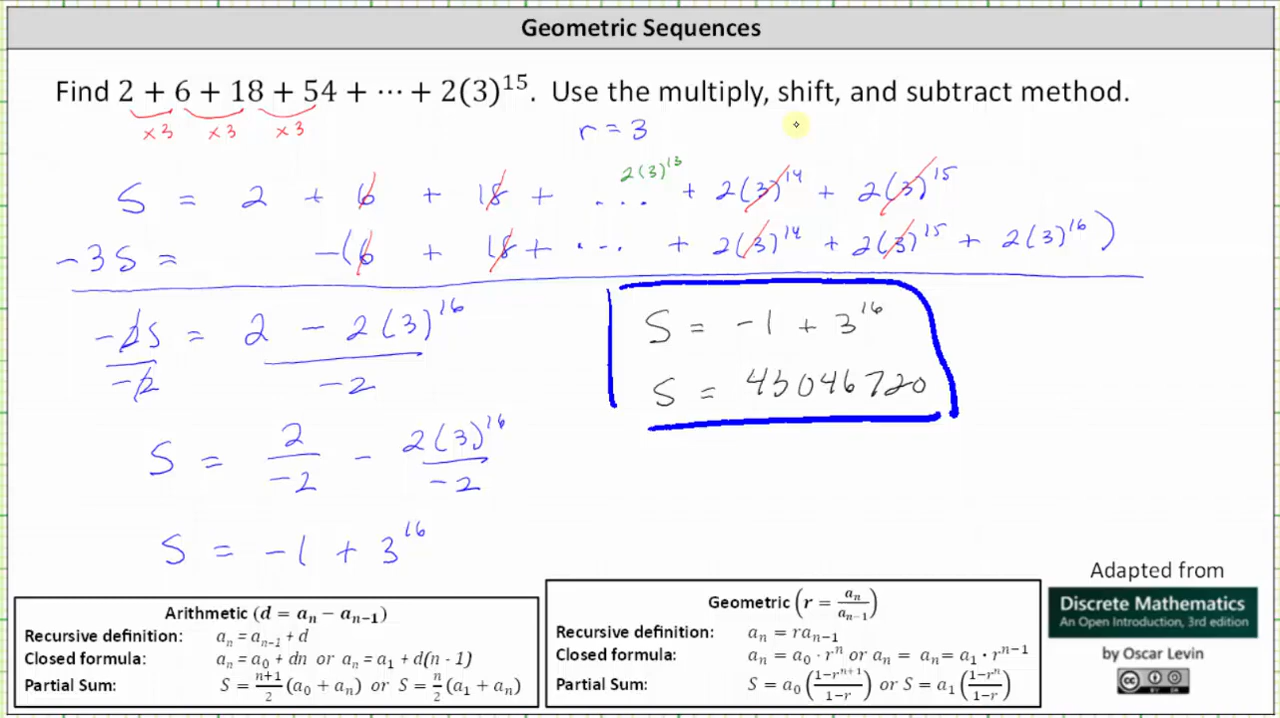 Geometric Sequences
Find 2 + 6 + 18 + 54 + ⋯ + 2(3)^15. Use the multiply, shift, and subtract method.
×3 ×3 ×3 r = 3
2(3)^13
S = 2 + 6 + 18 + ... + 2(3)^14 + 2(3)^15
-3S = -(6 + 18 + ... + 2(3)^14 + 2(3)^15 + 2(3)^16)
-2S/-2 = 2 - 2(3)^16/-2
S = -1 + 3^16
S = 43046720
S = 2/-2 - 2(3)^16/-2
S = -1 + 3^16
Arithmetic (d = a_n − a_{n−1})
Recursive definition: a_n = a_{n-1} + d
Closed formula: a_n = a_0 + dn or a_n = a_1 + d(n - 1)
Partial Sum: S = n+1/2 (a_0 + a_n) or S = n/2 (a_1 + a_n)
Geometric (r = a_n/a_{n−1})
Recursive definition: a_n = ra_{n−1}
Closed formula: a_n = a_0 · r^n or a_n = a_n = a_1 · r^{n−1}
Partial Sum: S = a_0 (1−r^{n+1}/1−r) or S = a_1 (1−r^n/1−r)
Adapted from
Discrete Mathematics
An Open Introduction, 3rd edition
by Oscar Levin
CC BY SA